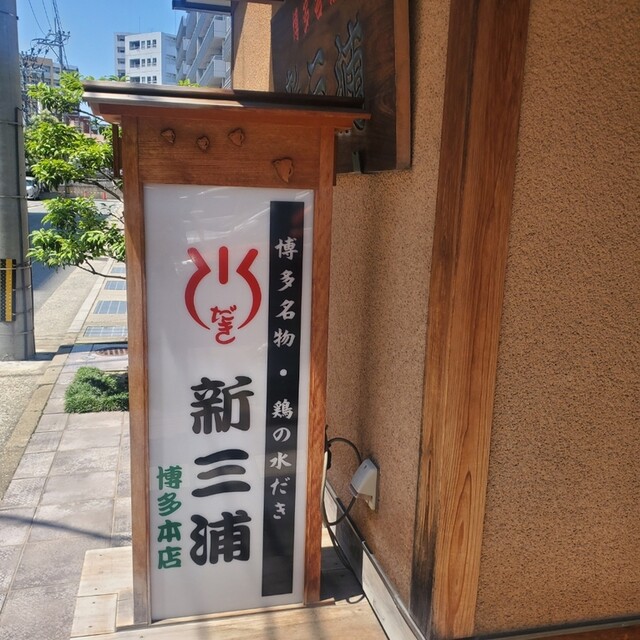 博多名物・鶏の水だき
水
だき
新三浦
博多本店